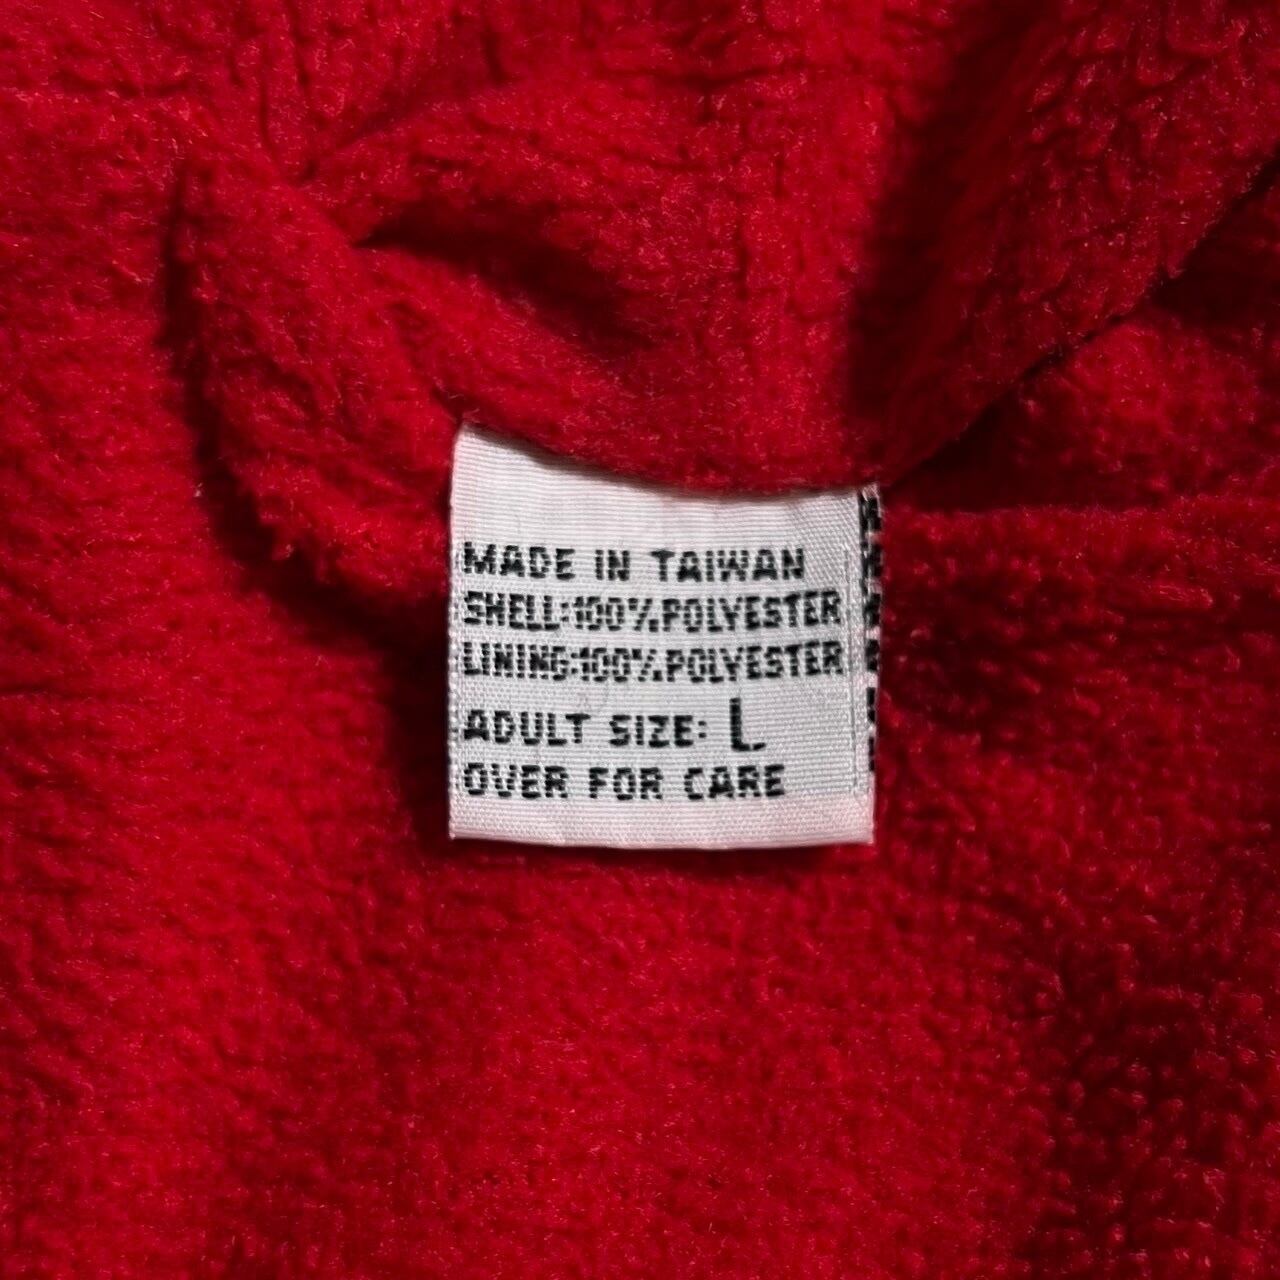 MADE IN TAIWAN
SHELL:100%POLYESTER
LINING:100%POLYESTER
ADULT SIZE: L
OVER FOR CARE